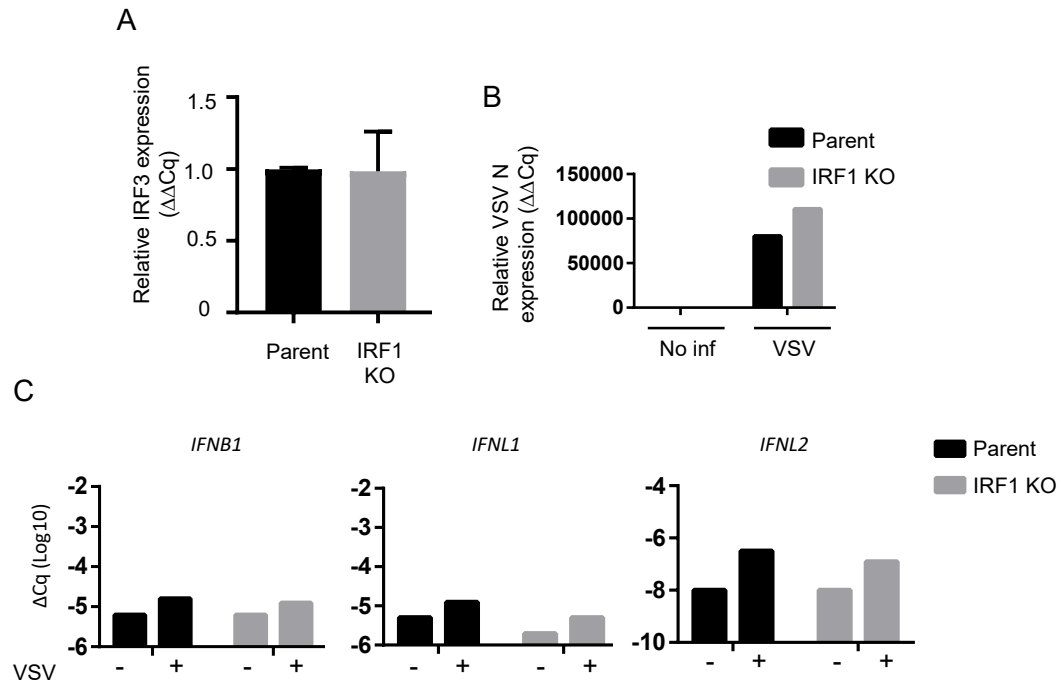 A
Relative IRF3 expression
(ΔΔCq)
1.5
1.0
0.5
0
Parent
IRF1
KO
B
Relative VSV N
expression (ΔΔCq)
150000
100000
50000
0
No inf
VSV
Parent
IRF1 KO
C
IFNB1
IFNL1
IFNL2
Parent
IRF1 KO
ΔCq (Log10)
-2
-3
-4
-5
-6
-2
-3
-4
-5
-6
-4
-6
-8
-10
VSV - + - + - + - + - + - +